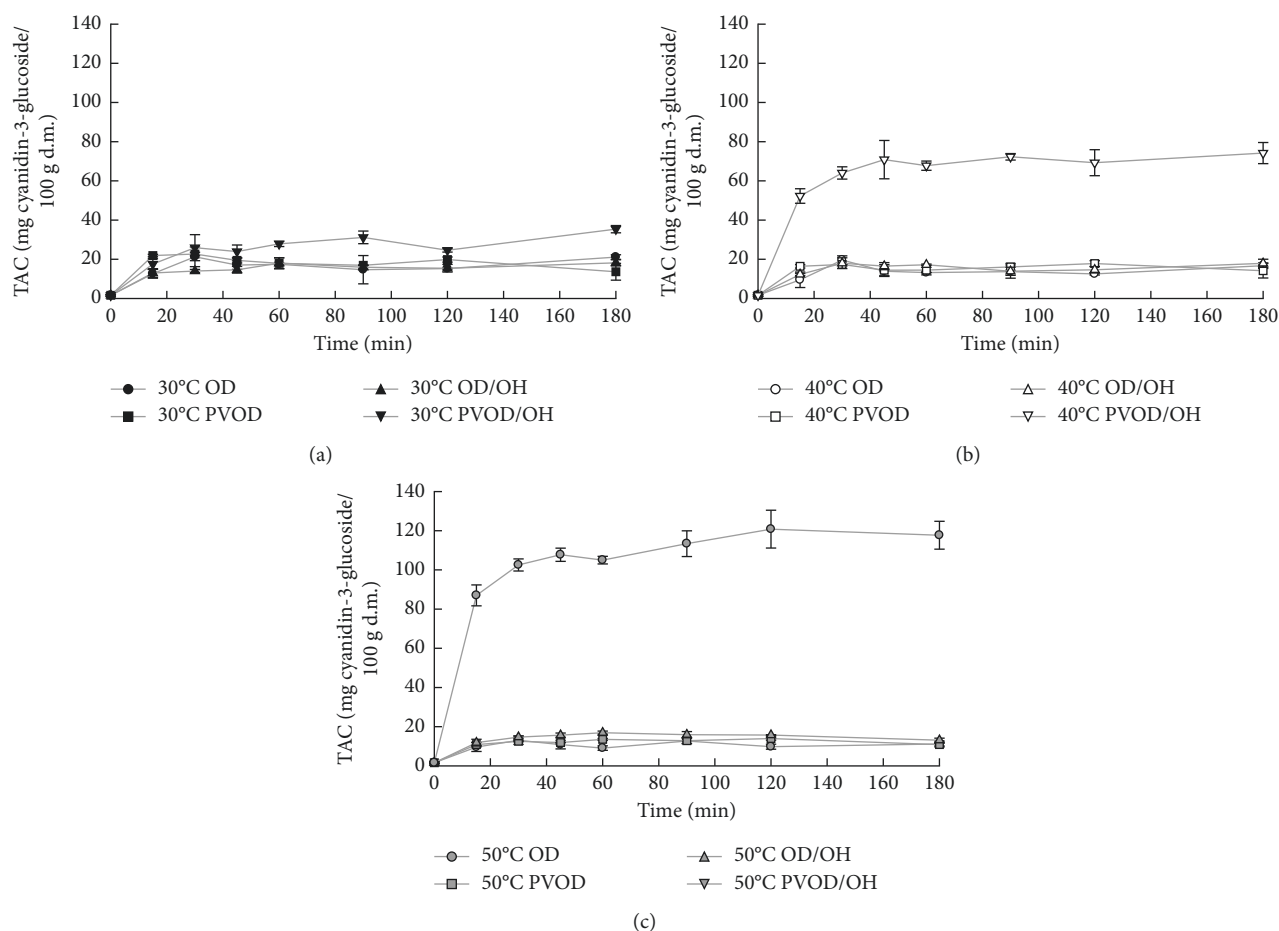 TAC (mg cyanidin-3-glucoside/
100 g d.m.)
140
120
100
80
60
40
20
0
0 20 40 60 80 100 120 140 160 180
Time (min)
30°C OD
30°C PVOD
30°C OD/OH
30°C PVOD/OH
(a)
TAC (mg cyanidin-3-glucoside/
100 g d.m.)
140
120
100
80
60
40
20
0
0 20 40 60 80 100 120 140 160 180
Time (min)
40°C OD
40°C PVOD
40°C OD/OH
40°C PVOD/OH
(b)
TAC (mg cyanidin-3-glucoside/
100 g d.m.)
140
120
100
80
60
40
20
0
0 20 40 60 80 100 120 140 160 180
Time (min)
50°C OD
50°C PVOD
50°C OD/OH
50°C PVOD/OH
(c)